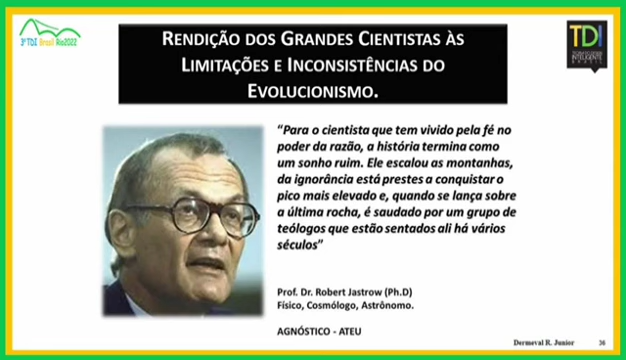 3º TDI Brasil Rio2022
RENDIÇÃO DOS GRANDES CIENTISTAS ÀS
LIMITAÇÕES E INCONSISTÊNCIAS DO
EVOLUCIONISMO.
TDI
BRASIL
“Para o cientista que tem vivido pela fé no
poder da razão, a história termina como
um sonho ruim. Ele escalou as montanhas,
da ignorância está prestes a conquistar o
pico mais elevado e, quando se lança sobre
a última rocha, é saudado por um grupo de
teólogos que estão sentados ali há vários
séculos”
Prof. Dr. Robert Jastrow (Ph.D)
Físico, Cosmólogo, Astrônomo.
AGNÓSTICO - ATEU
Dermeval R. Junior
36